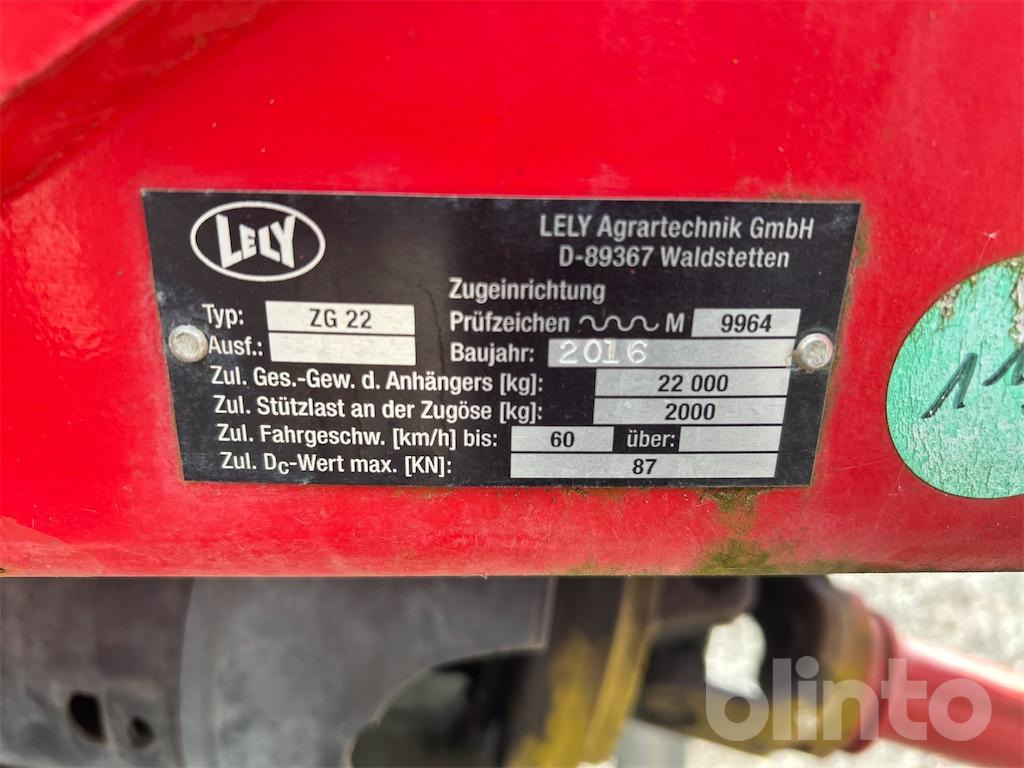 LELY
LELY Agrartechnik GmbH
D-89367 Waldstetten
Zugeinrichtung
Typ: ZG 22
Prüfzeichen M 9964
Ausf.:
Baujahr: 2016
Zul. Ges.-Gew. d. Anhängers [kg]: 22 000
Zul. Stützlast an der Zugöse [kg]: 2000
Zul. Fahrgeschw. [km/h] bis: 60 über:
Zul. DC-Wert max. [KN]: 87
blinto